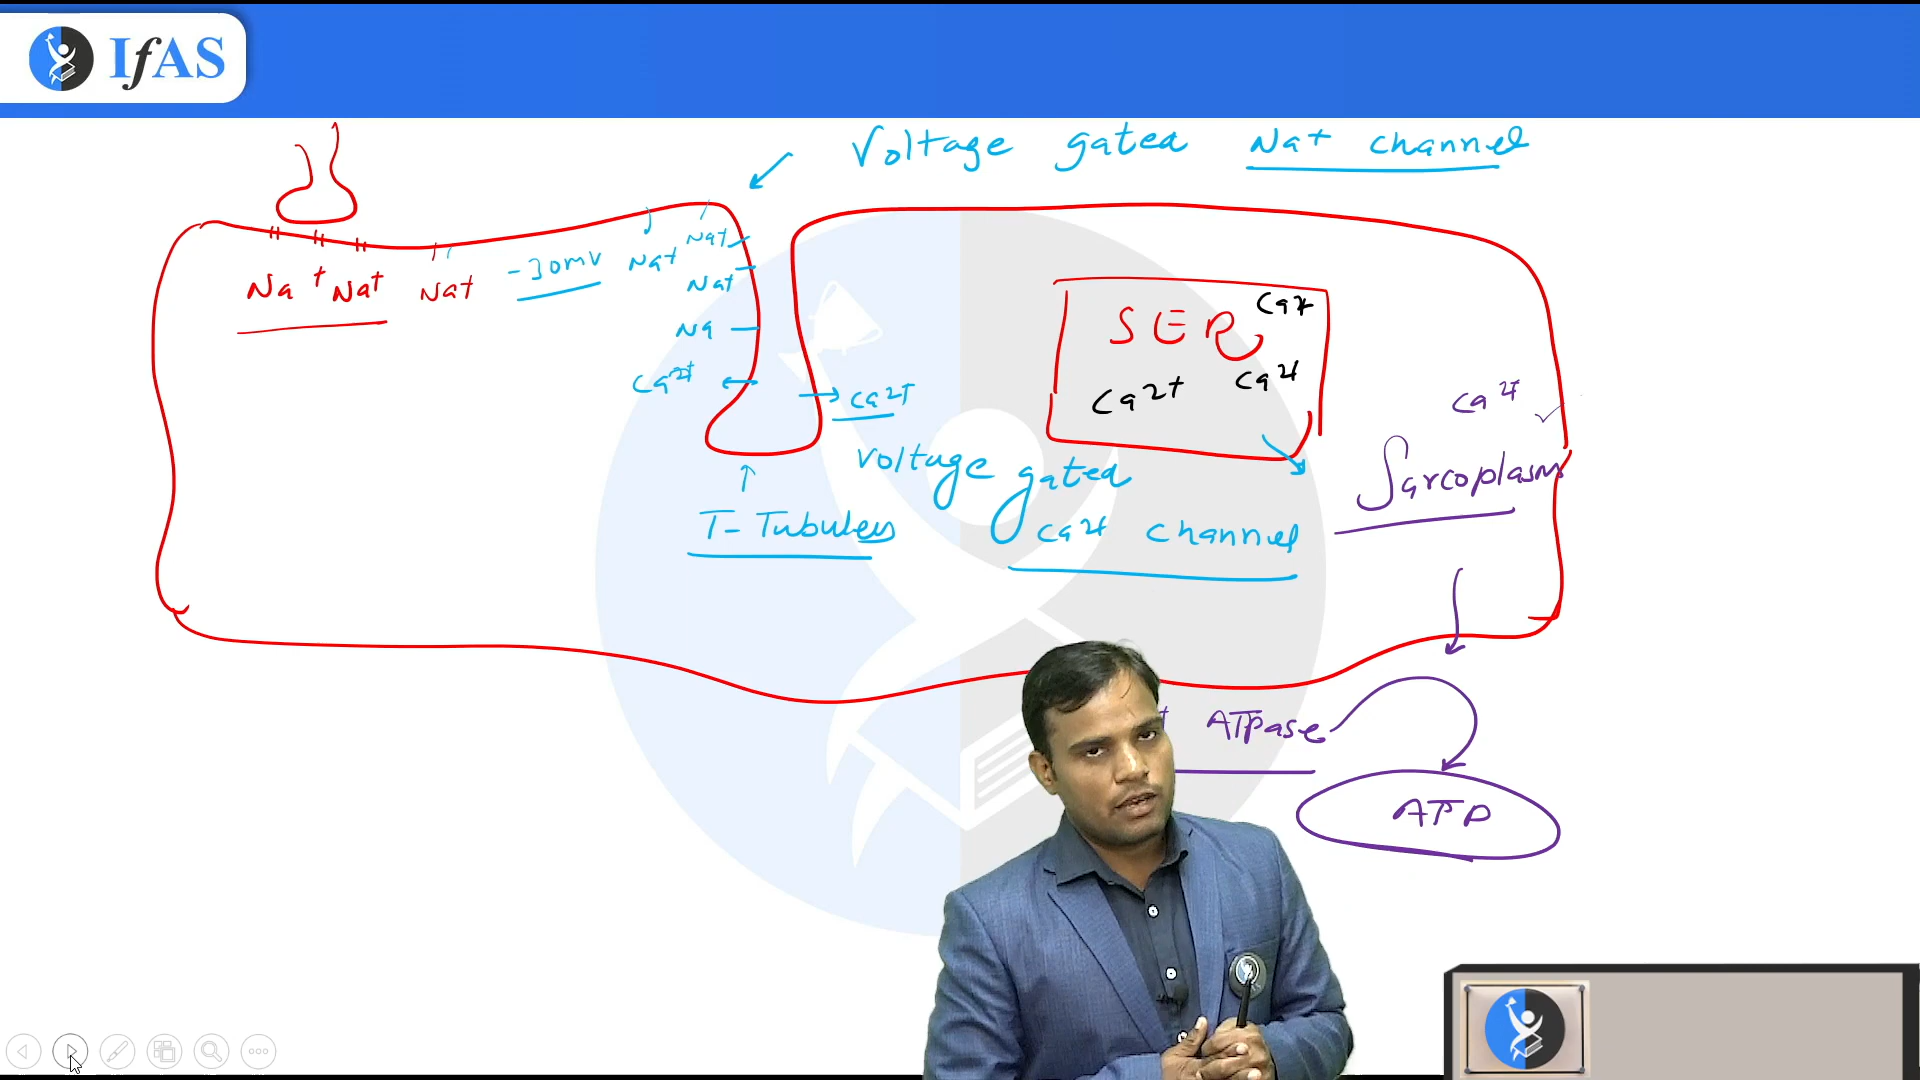 IfAS
Voltage gated Na+ channel
Na+ Na+ Na+ -30mv Na+ Na+
Na+
Na
Ca2+
Ca2+
SER Ca2+
Ca2+ Ca2+
Ca2+
Sarcoplasm
Voltage gated
Ca2+ channel
T-Tubules
ATPase
ATP